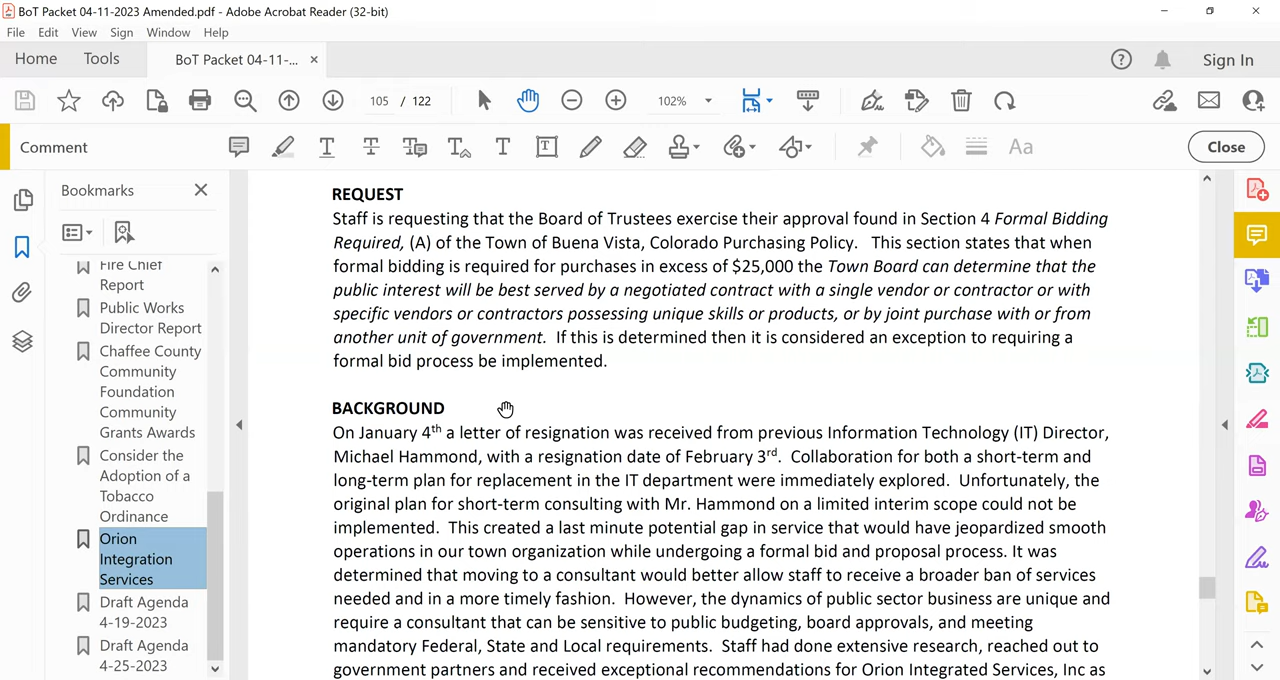 BoT Packet 04-11-2023 Amended.pdf - Adobe Acrobat Reader (32-bit)
File Edit View Sign Window Help
Home Tools BoT Packet 04-11-... × Sign In
105 / 122 102%
Comment Aa Close
Bookmarks
Fire Chief
Report
Public Works
Director Report
Chaffee County
Community
Foundation
Community
Grants Awards
Consider the
Adoption of a
Tobacco
Ordinance
Orion
Integration
Services
Draft Agenda
4-19-2023
Draft Agenda
4-25-2023
REQUEST
Staff is requesting that the Board of Trustees exercise their approval found in Section 4 Formal Bidding
Required, (A) of the Town of Buena Vista, Colorado Purchasing Policy. This section states that when
formal bidding is required for purchases in excess of $25,000 the Town Board can determine that the
public interest will be best served by a negotiated contract with a single vendor or contractor or with
specific vendors or contractors possessing unique skills or products, or by joint purchase with or from
another unit of government. If this is determined then it is considered an exception to requiring a
formal bid process be implemented.
BACKGROUND
On January 4th a letter of resignation was received from previous Information Technology (IT) Director,
Michael Hammond, with a resignation date of February 3rd. Collaboration for both a short-term and
long-term plan for replacement in the IT department were immediately explored. Unfortunately, the
original plan for short-term consulting with Mr. Hammond on a limited interim scope could not be
implemented. This created a last minute potential gap in service that would have jeopardized smooth
operations in our town organization while undergoing a formal bid and proposal process. It was
determined that moving to a consultant would better allow staff to receive a broader ban of services
needed and in a more timely fashion. However, the dynamics of public sector business are unique and
require a consultant that can be sensitive to public budgeting, board approvals, and meeting
mandatory Federal, State and Local requirements. Staff had done extensive research, reached out to
government partners and received exceptional recommendations for Orion Integrated Services, Inc as